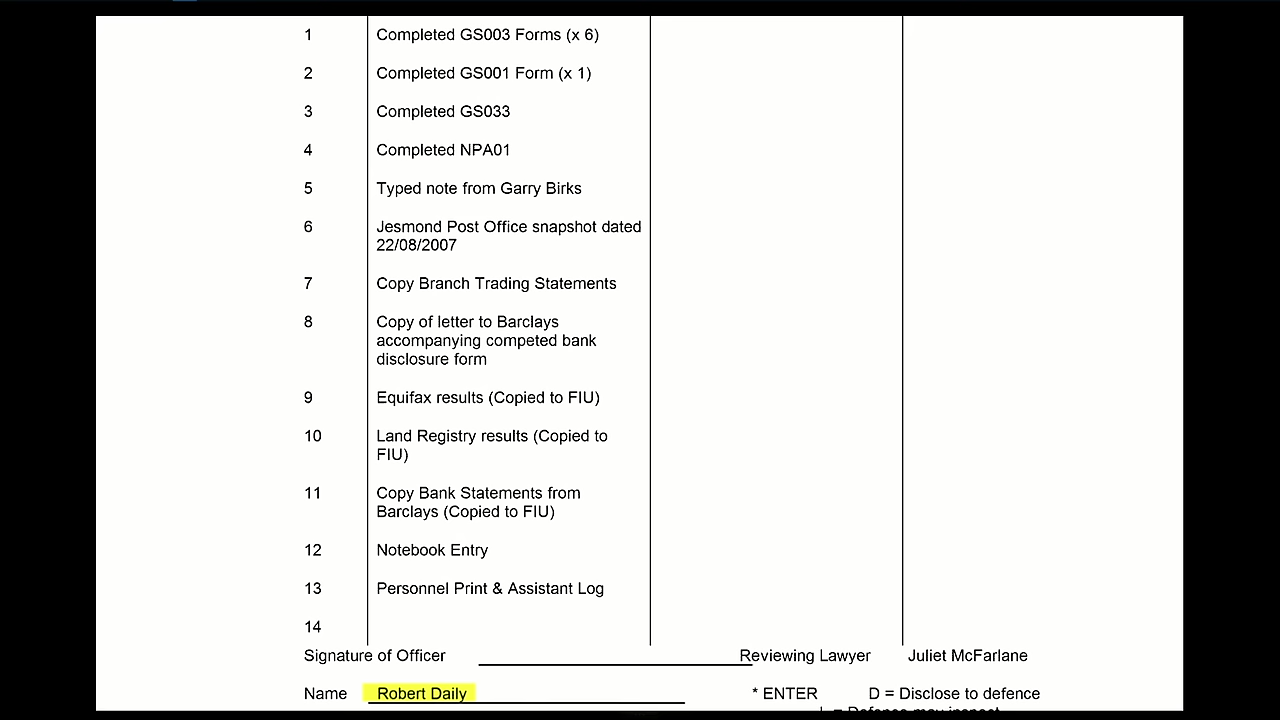 1 Completed GS003 Forms (x 6)
2 Completed GS001 Form (x 1)
3 Completed GS033
4 Completed NPA01
5 Typed note from Garry Birks
6 Jesmond Post Office snapshot dated
22/08/2007
7 Copy Branch Trading Statements
8 Copy of letter to Barclays
accompanying competed bank
disclosure form
9 Equifax results (Copied to FIU)
10 Land Registry results (Copied to
FIU)
11 Copy Bank Statements from
Barclays (Copied to FIU)
12 Notebook Entry
13 Personnel Print & Assistant Log
14
Signature of Officer Reviewing Lawyer Juliet McFarlane
Name Robert Daily * ENTER D = Disclose to defence
I = Defence may inspect